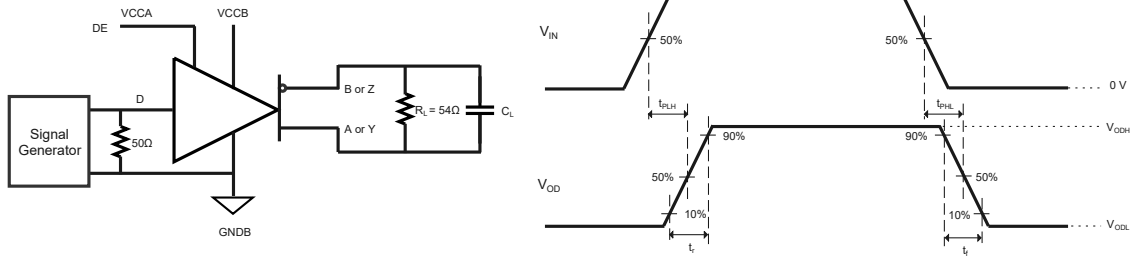 VCCA
VCCB
DE
D
Signal
Generator
50Ω
B or Z
A or Y
RL = 54Ω
CL
GNDB
VIN
50%
50%
0 V
tPLH
tPHL
VODH
90%
90%
VOD
50%
50%
10%
10%
VODL
tr
tf